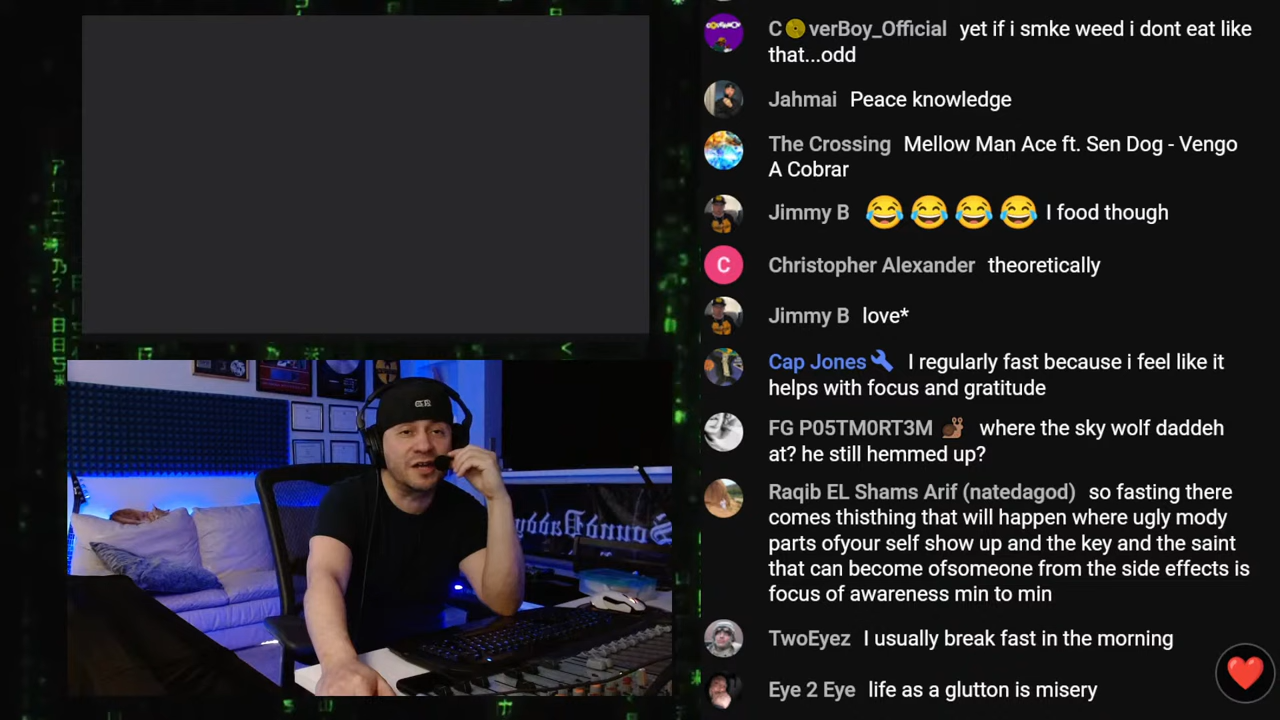 C verBoy_Official yet if i smke weed i dont eat like
that...odd
Jahmai Peace knowledge
The Crossing Mellow Man Ace ft. Sen Dog - Vengo
A Cobrar
Jimmy B 😂😂😂😂 I food though
C Christopher Alexander theoretically
Jimmy B love*
Cap Jones I regularly fast because i feel like it
helps with focus and gratitude
FG P05TM0RT3M 🐌 where the sky wolf daddeh
at? he still hemmed up?
Raqib EL Shams Arif (natedagod) so fasting there
comes thisthing that will happen where ugly mody
parts ofyour self show up and the key and the saint
that can become ofsomeone from the side effects is
focus of awareness min to min
TwoEyez I usually break fast in the morning
Eye 2 Eye life as a glutton is misery
SoundDaddy